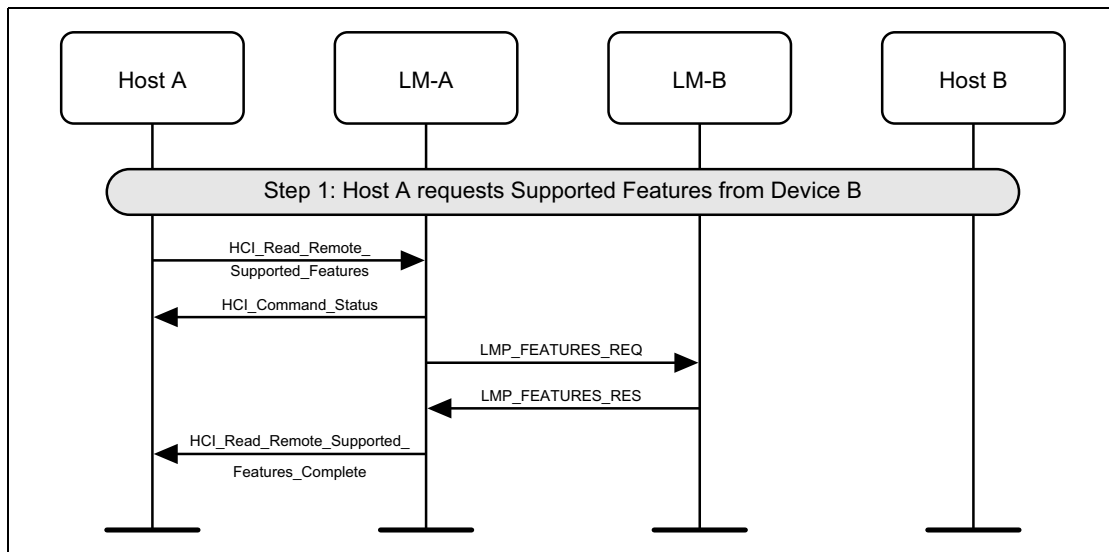 Host A
LM-A
LM-B
Host B
Step 1: Host A requests Supported Features from Device B
HCI_Read_Remote_
Supported_Features
HCI_Command_Status
LMP_FEATURES_REQ
LMP_FEATURES_RES
HCI_Read_Remote_Supported_
Features_Complete